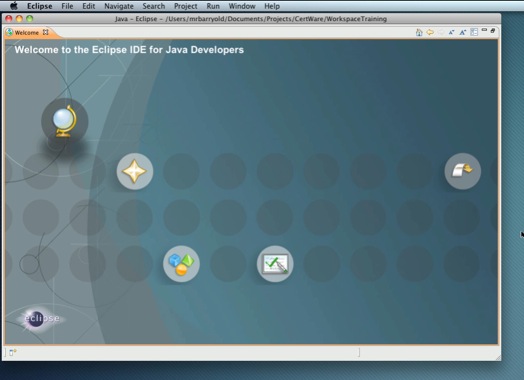 Eclipse File Edit Navigate Search Project Run Window Help
Java – Eclipse – /Users/mrbarryold/Documents/Projects/CertWare/WorkspaceTraining
Welcome
Welcome to the Eclipse IDE for Java Developers
eclipse